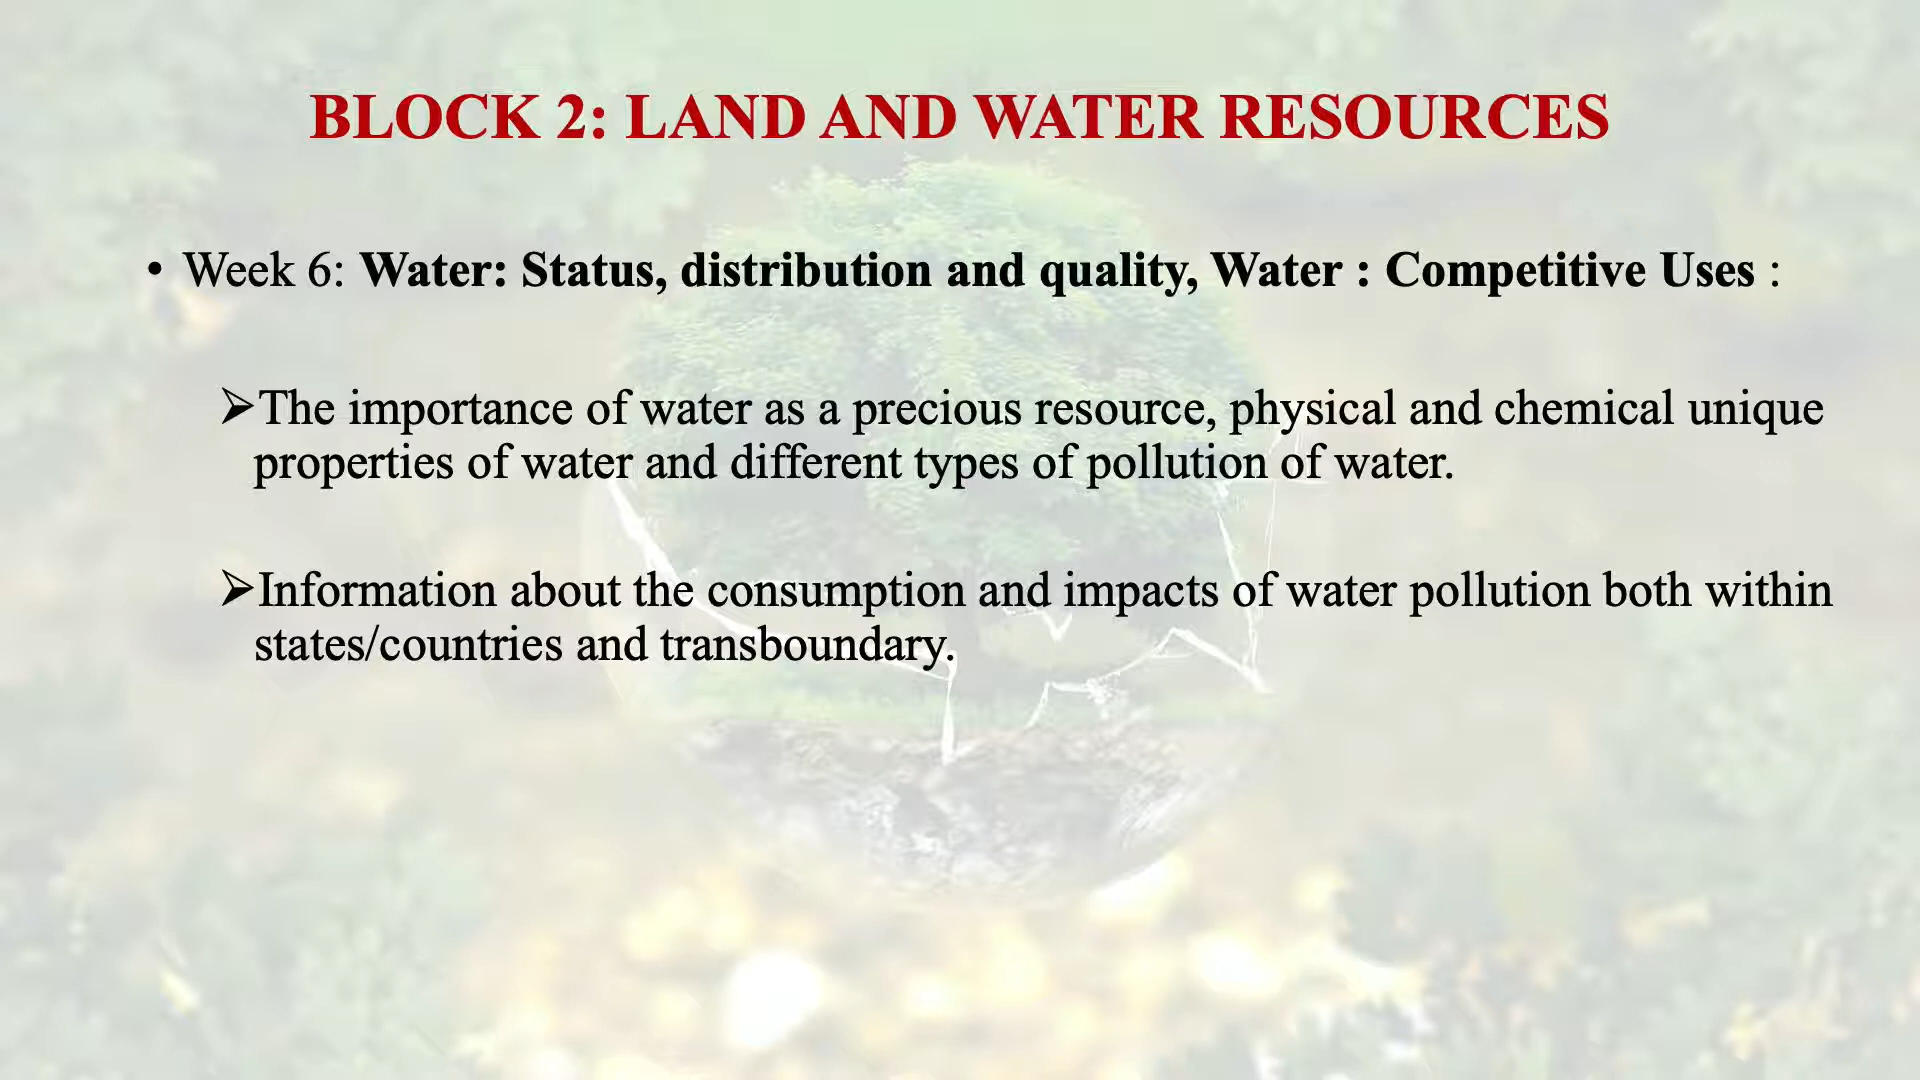 BLOCK 2: LAND AND WATER RESOURCES
• Week 6: Water: Status, distribution and quality, Water : Competitive Uses :
➢The importance of water as a precious resource, physical and chemical unique
properties of water and different types of pollution of water.
➢Information about the consumption and impacts of water pollution both within
states/countries and transboundary.